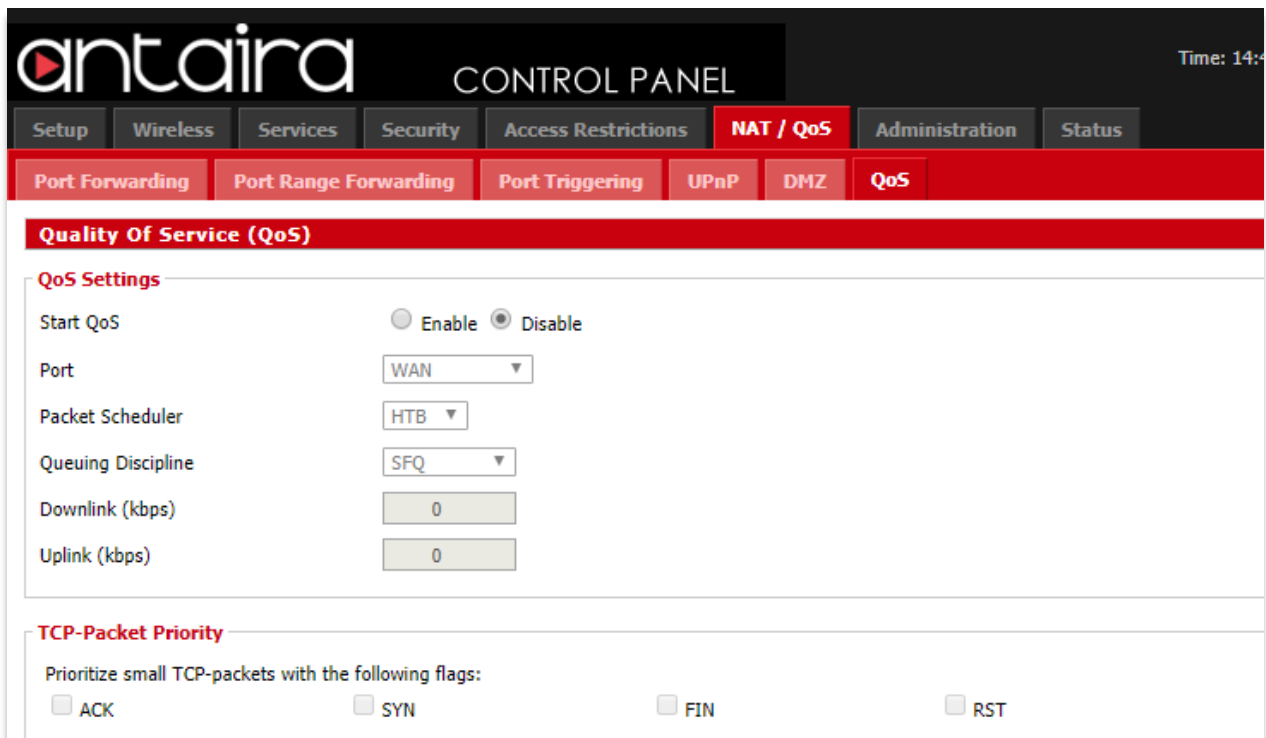 antaira CONTROL PANEL
Time: 14:4
Setup Wireless Services Security Access Restrictions NAT / QoS Administration Status
Port Forwarding Port Range Forwarding Port Triggering UPnP DMZ QoS
Quality Of Service (QoS)
QoS Settings
Start QoS Enable Disable
Port WAN
Packet Scheduler HTB
Queuing Discipline SFQ
Downlink (kbps) 0
Uplink (kbps) 0
TCP-Packet Priority
Prioritize small TCP-packets with the following flags:
ACK SYN FIN RST